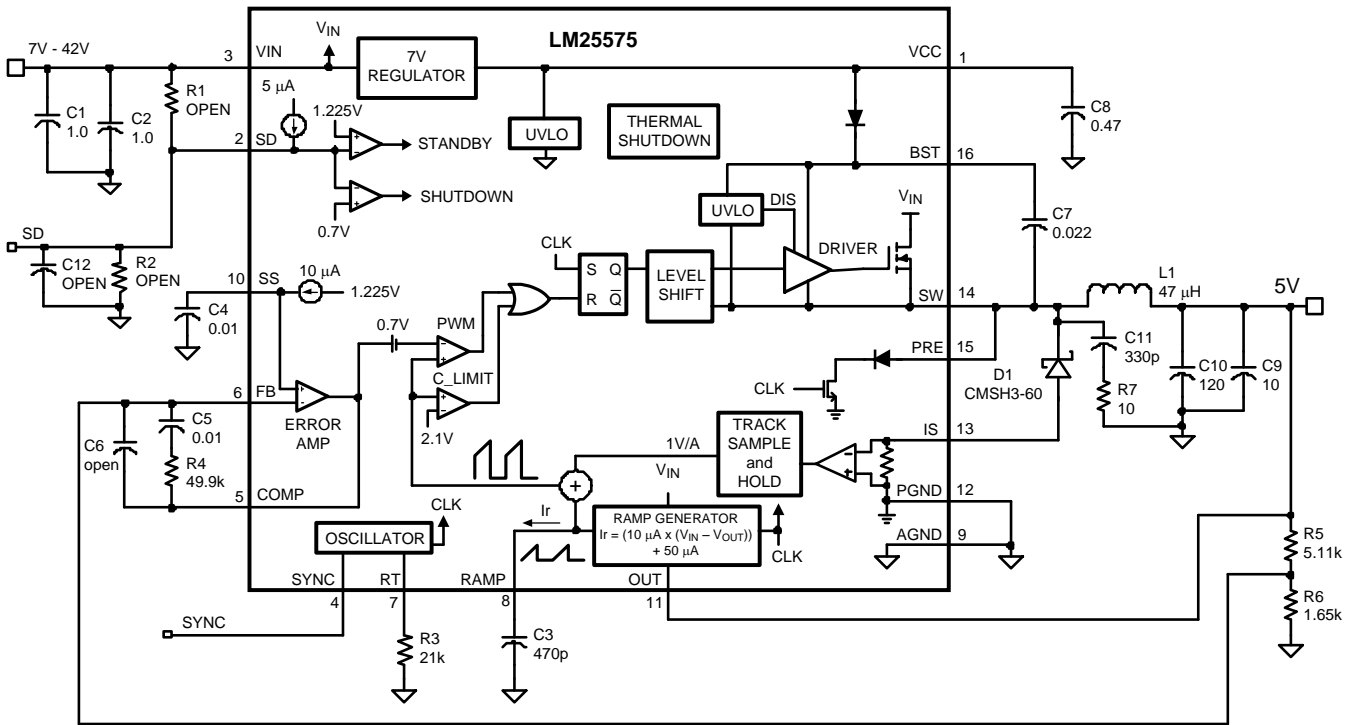 LM25575
7V - 42V
3
VIN
VIN
7V
REGULATOR
VCC
1
R1
OPEN
5 µA
1.225V
C1
1.0
C2
1.0
2
SD
STANDBY
UVLO
THERMAL
SHUTDOWN
C8
0.47
BST
16
SHUTDOWN
0.7V
UVLO
DIS
VIN
DRIVER
C7
0.022
SD
C12
OPEN
R2
OPEN
10
SS
10 µA
1.225V
CLK
S Q
R Q
LEVEL
SHIFT
SW
14
L1
47 µH
5V
C4
0.01
0.7V
PWM
C_LIMIT
2.1V
PRE
15
CLK
D1
CMSH3-60
C11
330p
R7
10
C10
120
C9
10
6
FB
ERROR
AMP
C5
0.01
C6
open
R4
49.9k
5
COMP
1V/A
TRACK
SAMPLE
and
HOLD
IS
13
PGND
12
AGND
9
VIN
+
Ir
RAMP GENERATOR
Ir = (10 µA x (VIN – VOUT))
+ 50 µA
CLK
CLK
OSCILLATOR
SYNC
RT
RAMP
OUT
4
7
8
11
SYNC
R3
21k
C3
470p
R5
5.11k
R6
1.65k